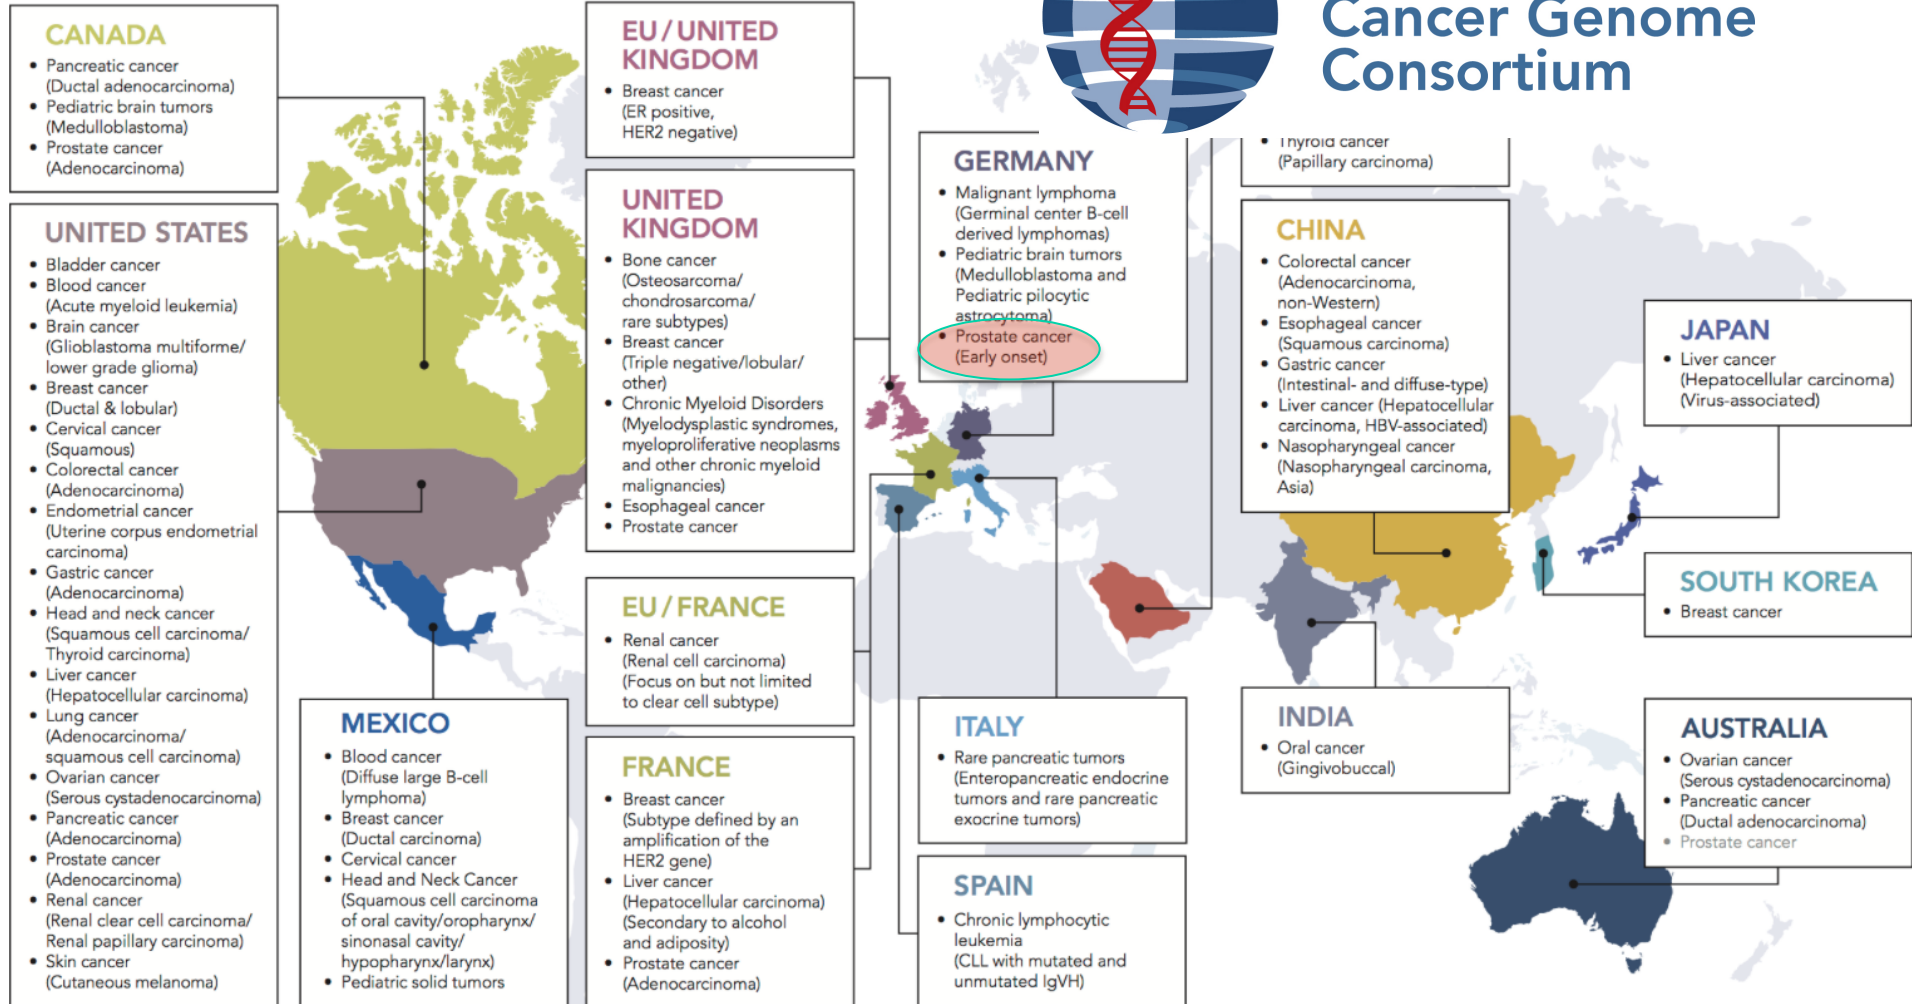 Cancer Genome
Consortium
CANADA
• Pancreatic cancer
(Ductal adenocarcinoma)
• Pediatric brain tumors
(Medulloblastoma)
• Prostate cancer
(Adenocarcinoma)
UNITED STATES
• Bladder cancer
• Blood cancer
(Acute myeloid leukemia)
• Brain cancer
(Glioblastoma multiforme/
lower grade glioma)
• Breast cancer
(Ductal & lobular)
• Cervical cancer
(Squamous)
• Colorectal cancer
(Adenocarcinoma)
• Endometrial cancer
(Uterine corpus endometrial
carcinoma)
• Gastric cancer
(Adenocarcinoma)
• Head and neck cancer
(Squamous cell carcinoma/
Thyroid carcinoma)
• Liver cancer
(Hepatocellular carcinoma)
• Lung cancer
(Adenocarcinoma/
squamous cell carcinoma)
• Ovarian cancer
(Serous cystadenocarcinoma)
• Pancreatic cancer
(Adenocarcinoma)
• Prostate cancer
(Adenocarcinoma)
• Renal cancer
(Renal clear cell carcinoma/
Renal papillary carcinoma)
• Skin cancer
(Cutaneous melanoma)
MEXICO
• Blood cancer
(Diffuse large B-cell
lymphoma)
• Breast cancer
(Ductal carcinoma)
• Cervical cancer
• Head and Neck Cancer
(Squamous cell carcinoma
of oral cavity/oropharynx/
sinonasal cavity/
hypopharynx/larynx)
• Pediatric solid tumors
EU / UNITED
KINGDOM
• Breast cancer
(ER positive,
HER2 negative)
UNITED
KINGDOM
• Bone cancer
(Osteosarcoma/
chondrosarcoma/
rare subtypes)
• Breast cancer
(Triple negative/lobular/
other)
• Chronic Myeloid Disorders
(Myelodysplastic syndromes,
myeloproliferative neoplasms
and other chronic myeloid
malignancies)
• Esophageal cancer
• Prostate cancer
EU / FRANCE
• Renal cancer
(Renal cell carcinoma)
(Focus on but not limited
to clear cell subtype)
FRANCE
• Breast cancer
(Subtype defined by an
amplification of the
HER2 gene)
• Liver cancer
(Hepatocellular carcinoma)
(Secondary to alcohol
and adiposity)
• Prostate cancer
(Adenocarcinoma)
GERMANY
• Malignant lymphoma
(Germinal center B-cell
derived lymphomas)
• Pediatric brain tumors
(Medulloblastoma and
Pediatric pilocytic
astrocytoma)
• Prostate cancer
(Early onset)
ITALY
• Rare pancreatic tumors
(Enteropancreatic endocrine
tumors and rare pancreatic
exocrine tumors)
SPAIN
• Chronic lymphocytic
leukemia
(CLL with mutated and
unmutated IgVH)
• Thyroid cancer
(Papillary carcinoma)
CHINA
• Colorectal cancer
(Adenocarcinoma,
non-Western)
• Esophageal cancer
(Squamous carcinoma)
• Gastric cancer
(Intestinal- and diffuse-type)
• Liver cancer (Hepatocellular
carcinoma, HBV-associated)
• Nasopharyngeal cancer
(Nasopharyngeal carcinoma,
Asia)
INDIA
• Oral cancer
(Gingivobuccal)
JAPAN
• Liver cancer
(Hepatocellular carcinoma)
(Virus-associated)
SOUTH KOREA
• Breast cancer
AUSTRALIA
• Ovarian cancer
(Serous cystadenocarcinoma)
• Pancreatic cancer
(Ductal adenocarcinoma)
• Prostate cancer